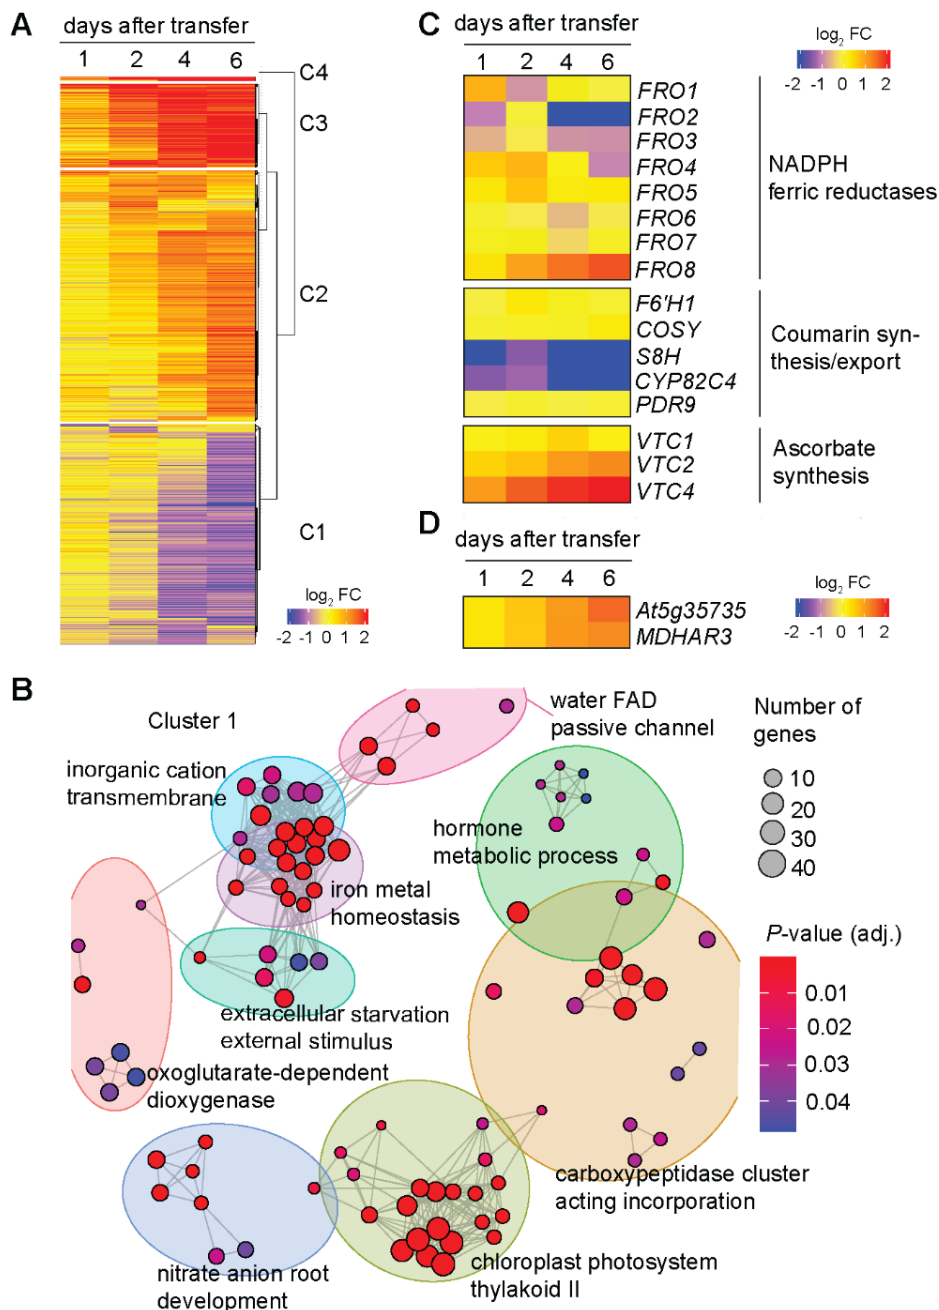 A
days after transfer
1 2 4 6
C4
C3
C2
C1
log2 FC
-2 -1 0 1 2
C
days after transfer
1 2 4 6
log2 FC
-2 -1 0 1 2
FRO1
FRO2
FRO3
FRO4
FRO5
FRO6
FRO7
FRO8
NADPH
ferric reductases
F6'H1
COSY
S8H
CYP82C4
PDR9
Coumarin syn-
thesis/export
VTC1
VTC2
VTC4
Ascorbate
synthesis
D
days after transfer
1 2 4 6
At5g35735
MDHAR3
log2 FC
-2 -1 0 1 2
B
Cluster 1
water FAD
passive channel
inorganic cation
transmembrane
hormone
metabolic process
iron metal
homeostasis
extracellular starvation
external stimulus
oxoglutarate-dependent
dioxygenase
carboxypeptidase cluster
acting incorporation
nitrate anion root
development
chloroplast photosystem
thylakoid II
Number of
genes
10
20
30
40
P-value (adj.)
0.01
0.02
0.03
0.04